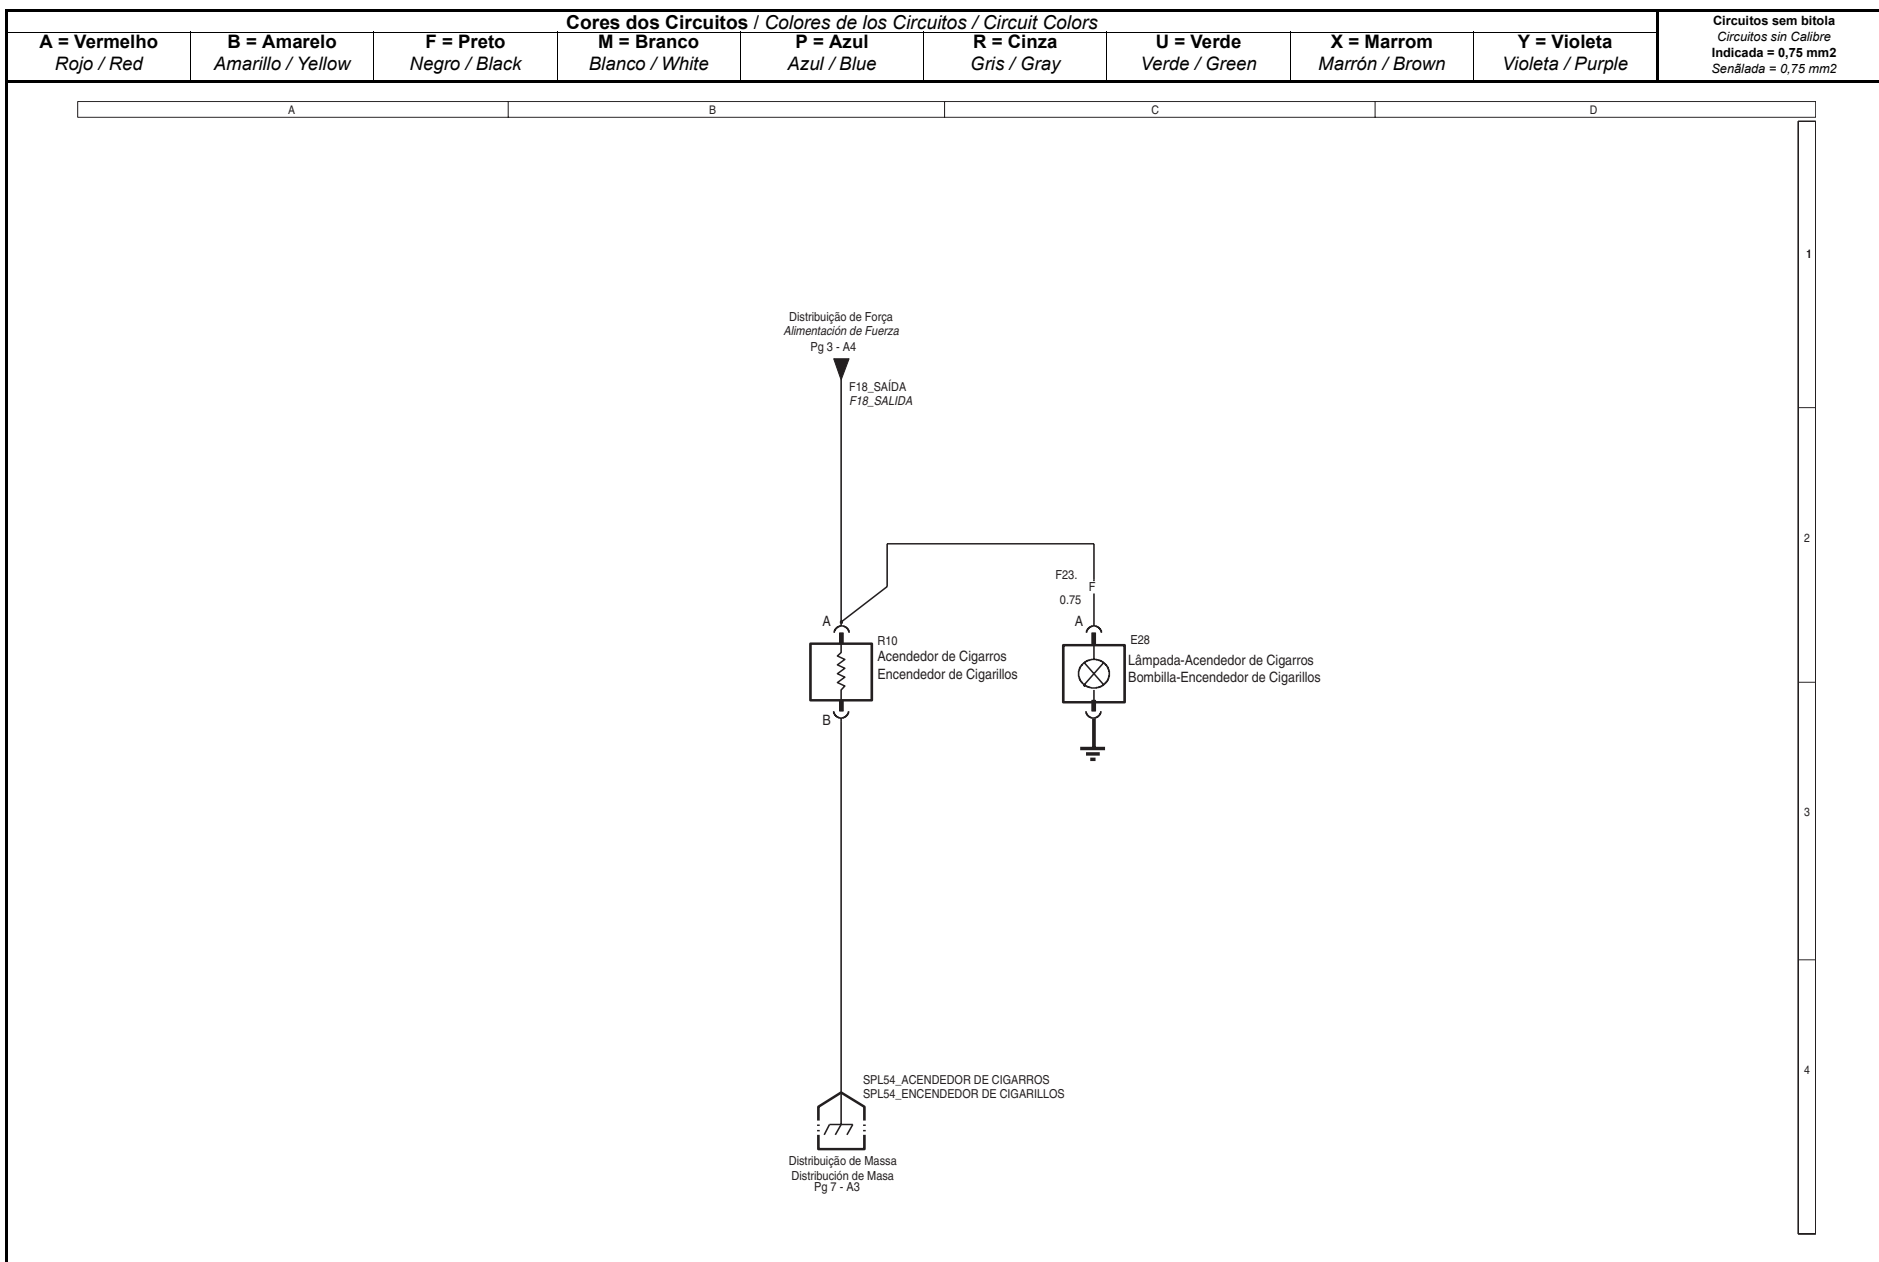 Cores dos Circuitos / Colores de los Circuitos / Circuit Colors
A = Vermelho
Rojo / Red
B = Amarelo
Amarillo / Yellow
F = Preto
Negro / Black
M = Branco
Blanco / White
P = Azul
Azul / Blue
R = Cinza
Gris / Gray
U = Verde
Verde / Green
X = Marrom
Marrón / Brown
Y = Violeta
Violeta / Purple
Circuitos sem bitola
Circuitos sin Calibre
Indicada = 0,75 mm2
Senãlada = 0,75 mm2
A
B
C
D
1
Distribuição de Força
Alimentación de Fuerza
Pg 3 - A4
F18_SAÍDA
F18_SALIDA
2
F23.
F
0.75
A
A
R10
Acendedor de Cigarros
Encendedor de Cigarillos
E28
Lâmpada-Acendedor de Cigarros
Bombilla-Encendedor de Cigarillos
B
3
4
SPL54_ACENDEDOR DE CIGARROS
SPL54_ENCENDEDOR DE CIGARILLOS
Distribuição de Massa
Distribución de Masa
Pg 7 - A3